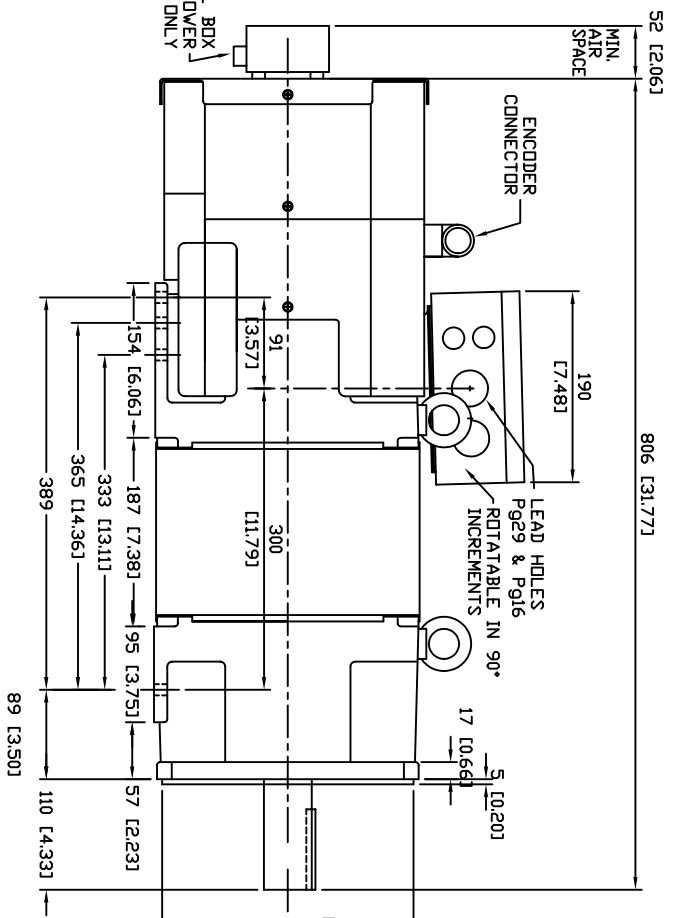 52 [2.06]
MIN.
AIR
SPACE
806 [31.77]
BOX
OWER
ONLY
ENCODER
CONNECTOR
190
[7.48]
LEAD HOLES
Pg29 & Pg16
ROTATABLE IN 90°
INCREMENTS
91
[3.57]
300
[11.79]
154 [6.06]
187 [7.38]
95 [3.75]
57 [2.23]
17 [0.66]
5 [0.20]
333 [13.11]
365 [14.36]
389
89 [3.50]
110 [4.33]